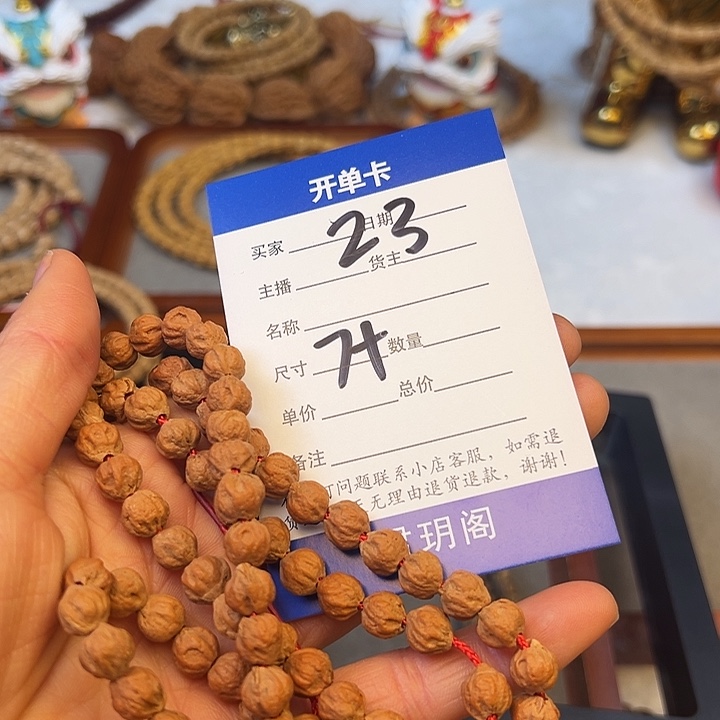 开单卡
买家 日期
23
主播 货主
名称
尺寸 数量
单价 总价
备注
问题联系小店客服，如需退
无理由退货退款，谢谢！
玥阁